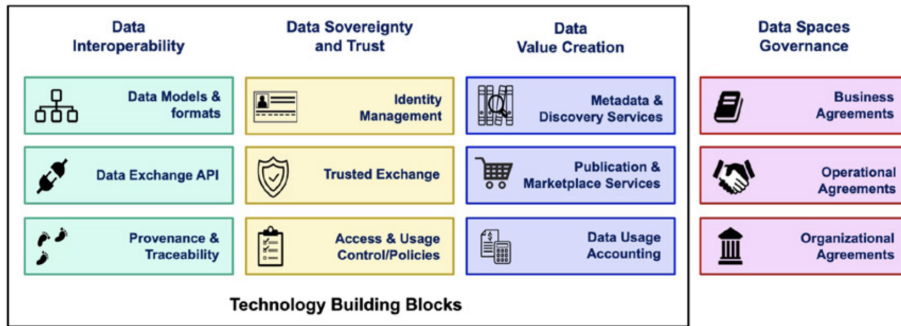 Data
Interoperability
Data Models &
formats
Data Exchange API
Provenance &
Traceability
Data Sovereignty
and Trust
Identity
Management
Trusted Exchange
Access & Usage
Control/Policies
Data
Value Creation
Metadata &
Discovery Services
Publication &
Marketplace Services
Data Usage
Accounting
Technology Building Blocks
Data Spaces
Governance
Business
Agreements
Operational
Agreements
Organizational
Agreements